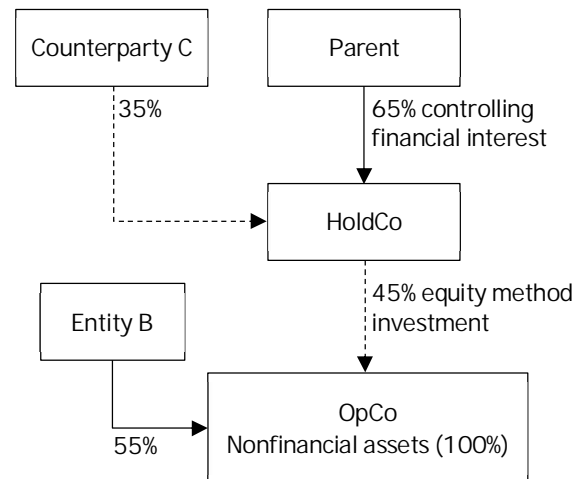 Counterparty C
Parent
35%
65% controlling
financial interest
HoldCo
45% equity method
investment
Entity B
OpCo
Nonfinancial assets (100%)
55%